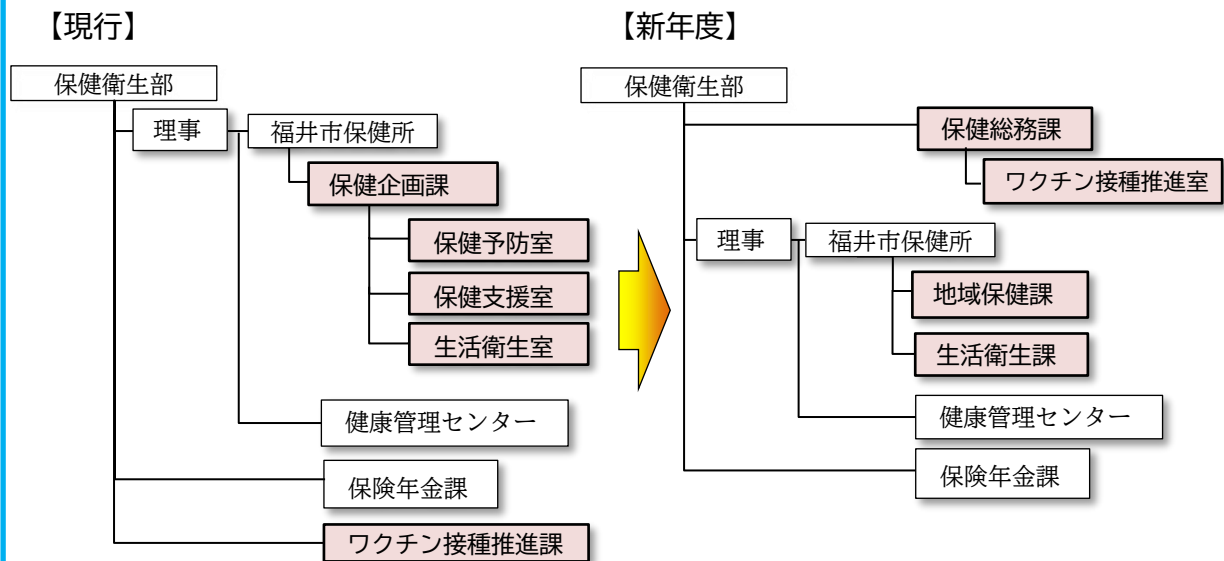 【現行】
保健衛生部
理事
福井市保健所
保健企画課
保健予防室
保健支援室
生活衛生室
健康管理センター
保険年金課
ワクチン接種推進課
【新年度】
保健衛生部
保健総務課
ワクチン接種推進室
理事
福井市保健所
地域保健課
生活衛生課
健康管理センター
保険年金課